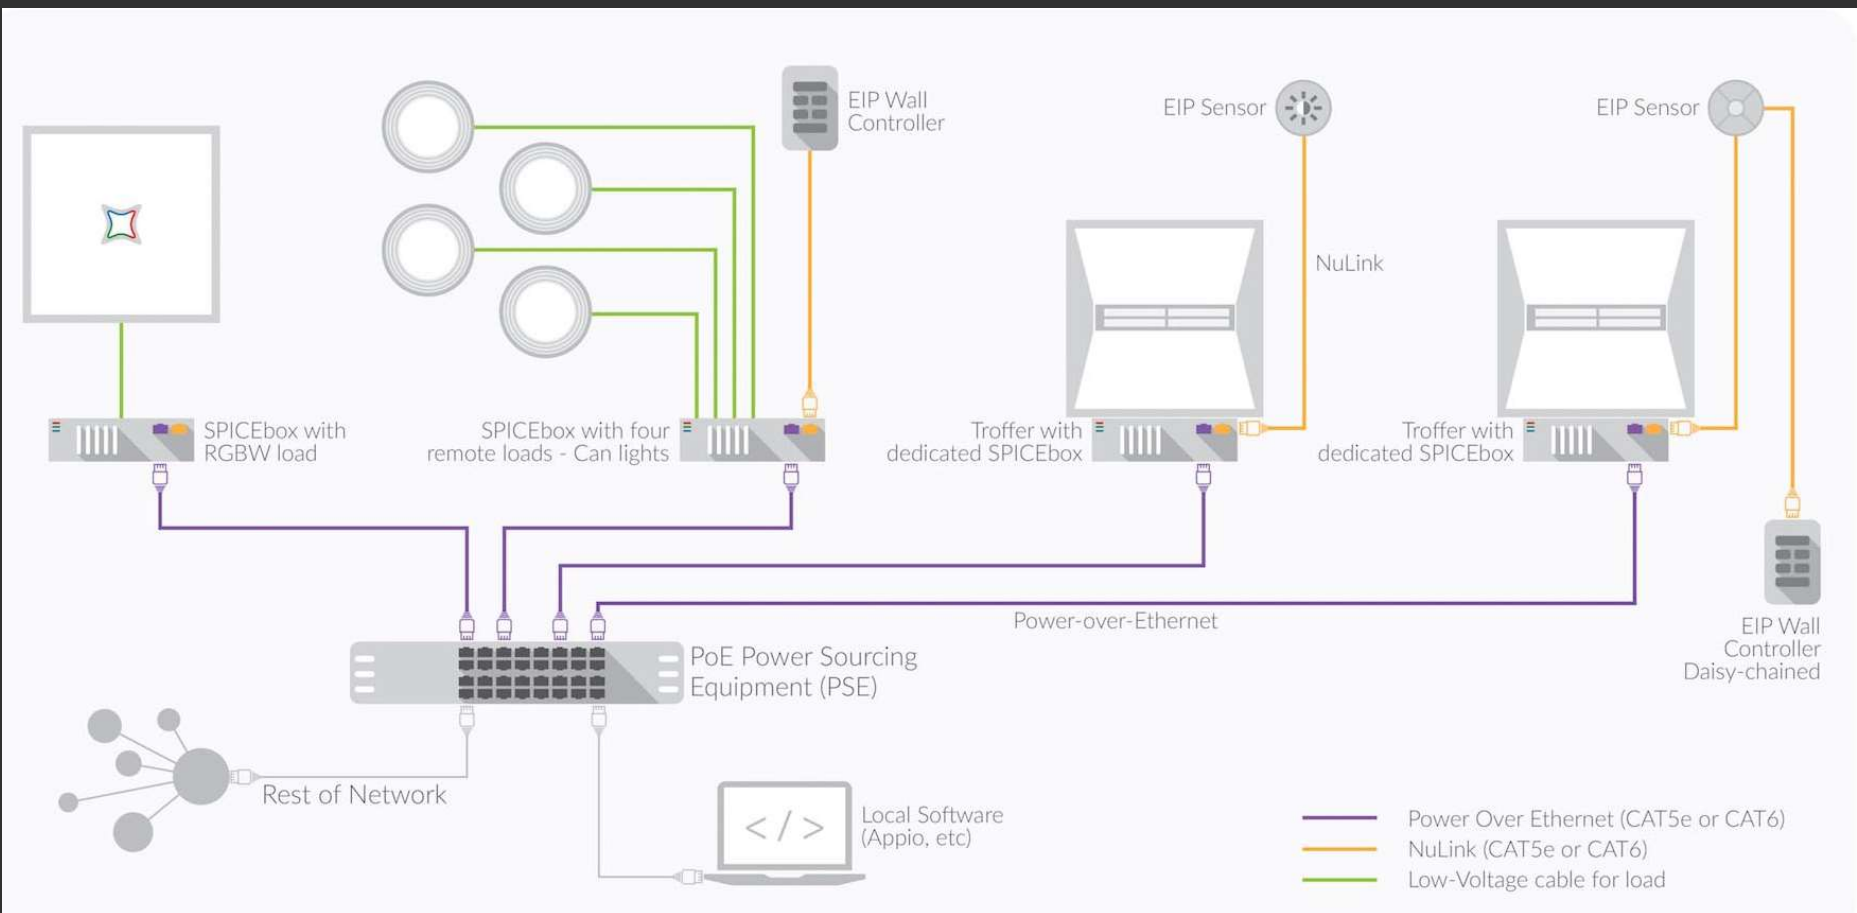 EIP Wall
Controller
EIP Sensor
EIP Sensor
NuLink
SPICEbox with
RGBW load
SPICEbox with four
remote loads - Can lights
Troffer with
dedicated SPICEbox
Troffer with
dedicated SPICEbox
Power-over-Ethernet
EIP Wall
Controller
Daisy-chained
PoE Power Sourcing
Equipment (PSE)
Rest of Network
</>
Local Software
(Appio, etc)
Power Over Ethernet (CAT5e or CAT6)
NuLink (CAT5e or CAT6)
Low-Voltage cable for load